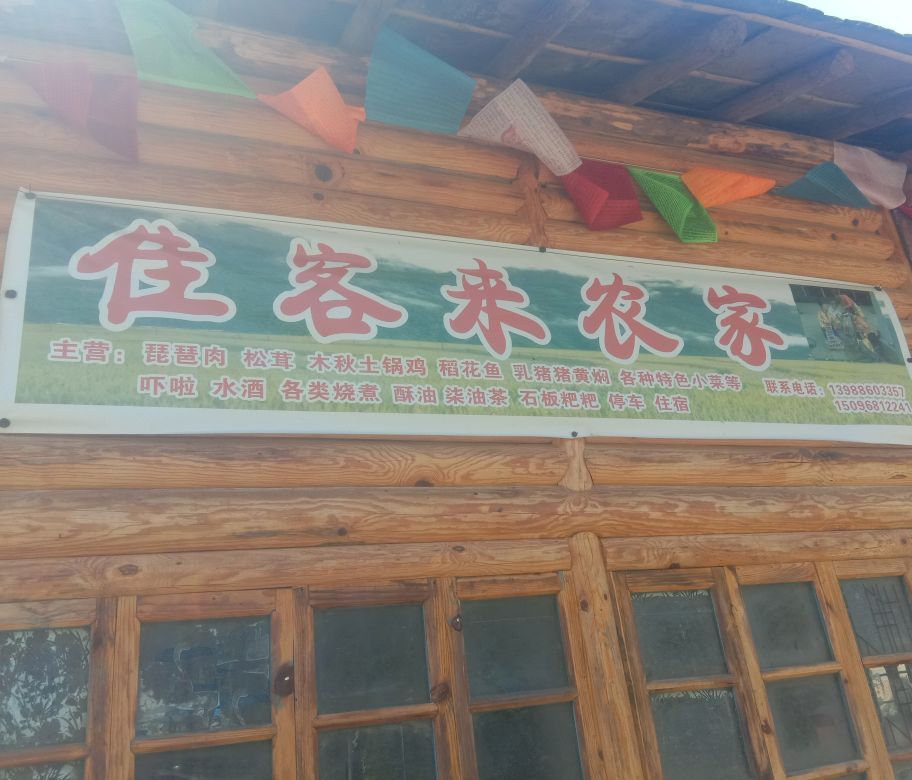 佳客来农家
主营：琵琶肉 松茸 木秋土锅鸡 稻花鱼 乳猪猪黄焖 各种特色小菜等 联系电话：13988603357
吓啦 水酒 各类烧煮 酥油 柒油茶 石板粑粑 停车 住宿 15096812241